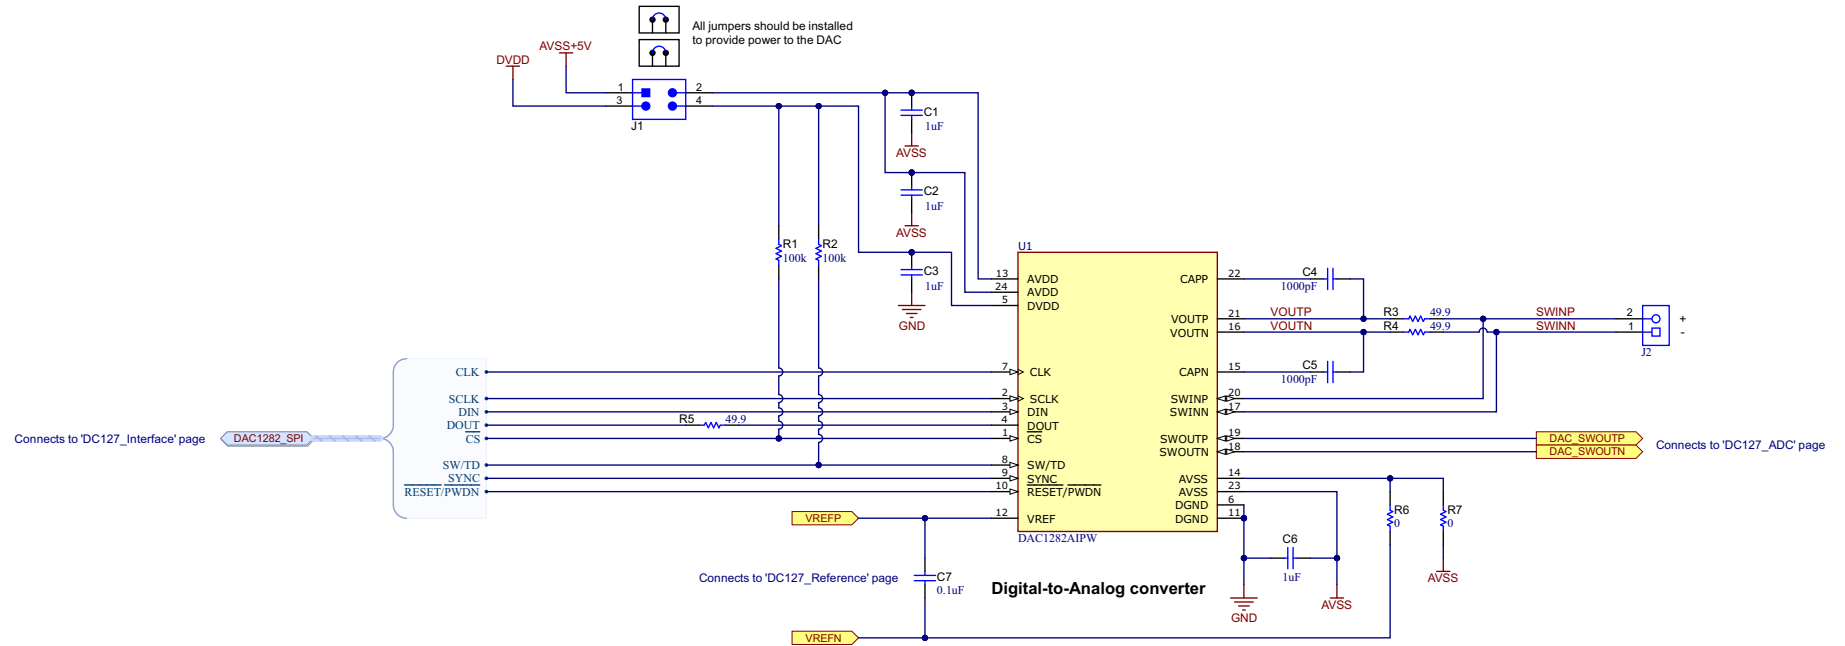 All jumpers should be installed
to provide power to the DAC
AVSS+5V
DVDD
1
2
3
4
J1
C1
1uF
AVSS
C2
1uF
AVSS
R1
100k
R2
100k
C3
1uF
GND
U1
13
AVDD
24
AVDD
5
DVDD
CAPP
22
C4
1000pF
VOUTP
21
VOUTP
R3
49.9
SWINP
2
+
VOUTN
16
VOUTN
R4
49.9
SWINN
1
-
J2
CLK
7
CLK
CAPN
15
C5
1000pF
SCLK
2
SCLK
SWINP
20
DIN
3
DIN
SWINN
17
DOUT
R5
49.9
4
DOUT
CS
1
CS
SWOUTP
19
DAC_SWOUTP
SWOUTN
18
DAC_SWOUTN
Connects to 'DC127_Interface' page
DAC1282_SPI
Connects to 'DC127_ADC' page
SW/TD
8
SW/TD
SYNC
9
SYNC
AVSS
14
RESET/PWDN
10
RESET/PWDN
AVSS
23
DGND
6
VREFP
12
VREF
DGND
11
R6
0
R7
0
DAC1282AIPW
C6
1uF
Connects to 'DC127_Reference' page
C7
0.1uF
Digital-to-Analog converter
GND
AVSS
AVSS
VREFN